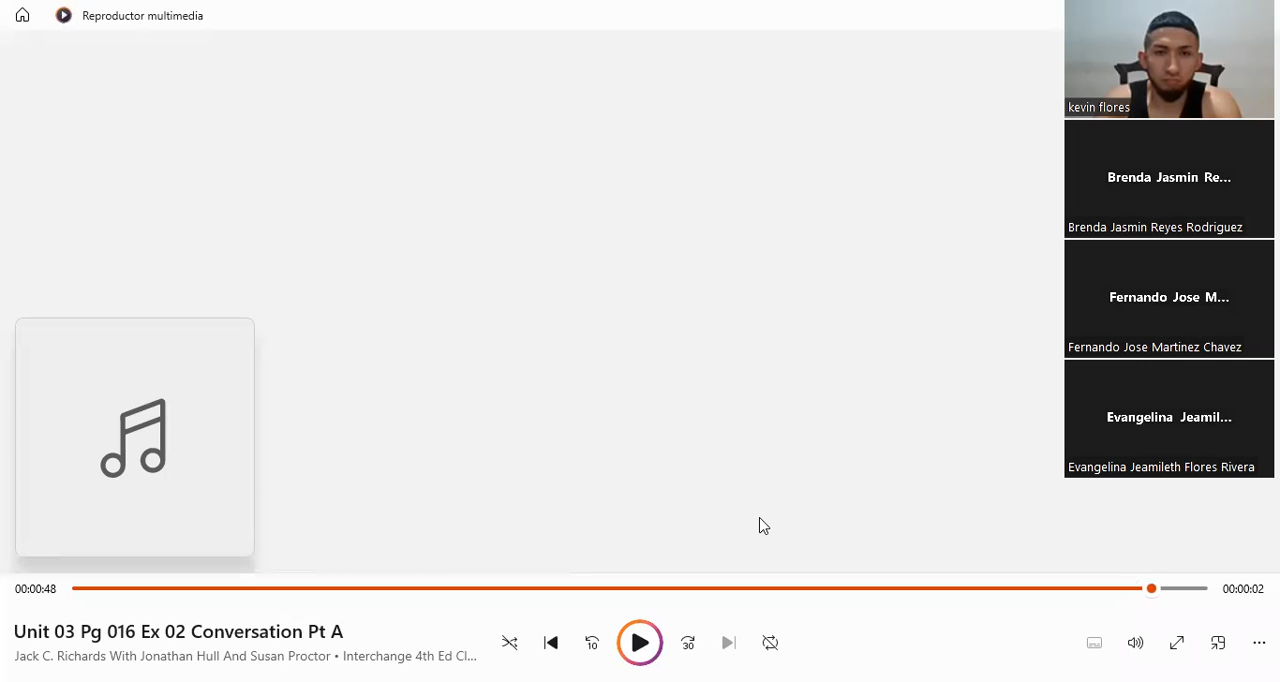 Reproductor multimedia
kevin flores
Brenda Jasmin Re...
Brenda Jasmin Reyes Rodriguez
Fernando Jose M...
Fernando Jose Martinez Chavez
Evangelina Jeamil...
Evangelina Jeamileth Flores Rivera
00:00:48
00:00:02
Unit 03 Pg 016 Ex 02 Conversation Pt A
Jack C. Richards With Jonathan Hull And Susan Proctor • Interchange 4th Ed Cl...
10
30